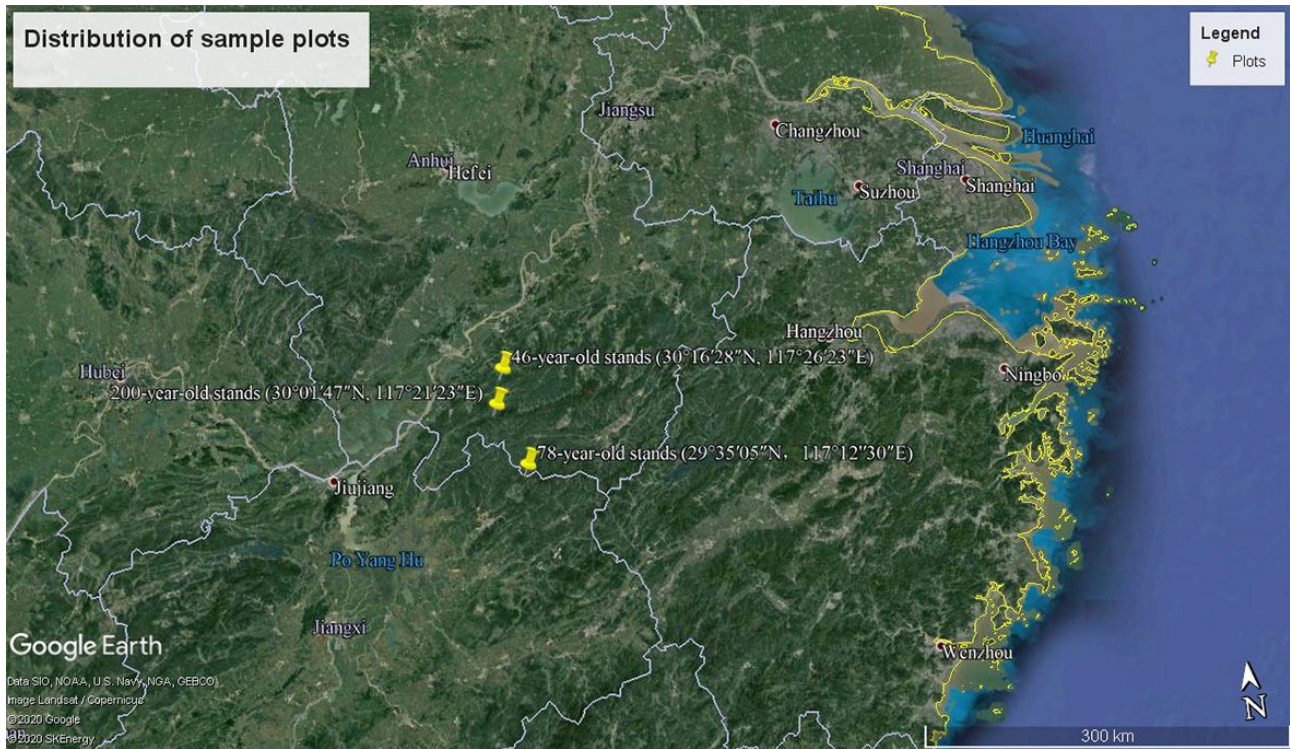 Distribution of sample plots
Legend
Plots
Jiangsu
Changzhou
Huanghai
Anhui
Hefei
Shanghai
Shanghai
Taihu
Suzhou
Hangzhou Bay
Hangzhou
46-year-old stands (30°16′28″N, 117°26′23″E)
Hubei
Ningbo
200-year-old stands (30°01′47″N, 117°21′23″E)
78-year-old stands (29°35′05″N, 117°12′30″E)
Jiujiang
Po Yang Hu
Jiangxi
Google Earth
Wenzhou
Data SIO, NOAA, U.S. Navy, NGA, GEBCO
Image Landsat / Copernicus
©2020 Google
©2020 SKEnergy
N
300 km